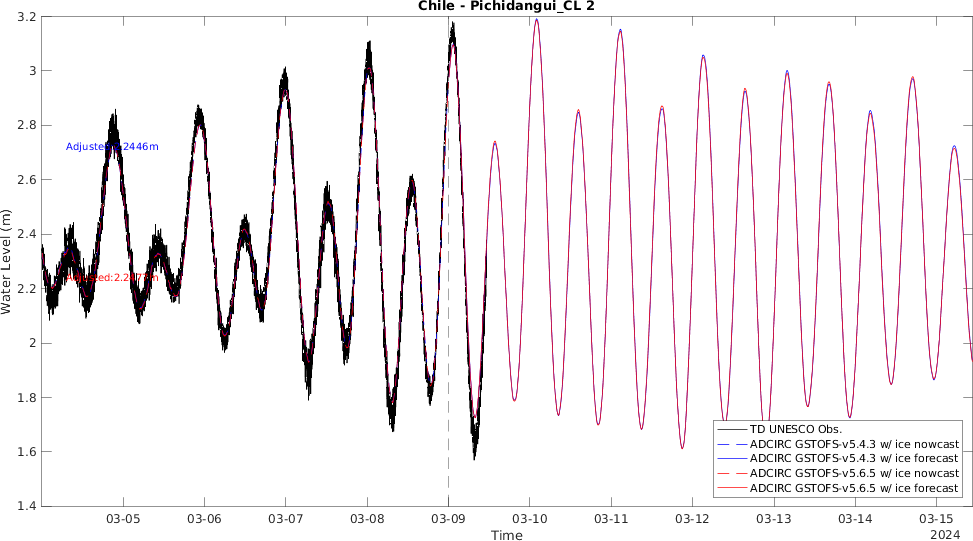 Chile - Pichidangui_CL 2
3.2
3
2.8
2.6
2.4
2.2
2
1.8
1.6
1.4
Water Level (m)
03-05
03-06
03-07
03-08
03-09
03-10
03-11
03-12
03-13
03-14
03-15
2024
Time
TD UNESCO Obs.
ADCIRC GSTOFS-v5.4.3 w/ ice nowcast
ADCIRC GSTOFS-v5.4.3 w/ ice forecast
ADCIRC GSTOFS-v5.6.5 w/ ice nowcast
ADCIRC GSTOFS-v5.6.5 w/ ice forecast